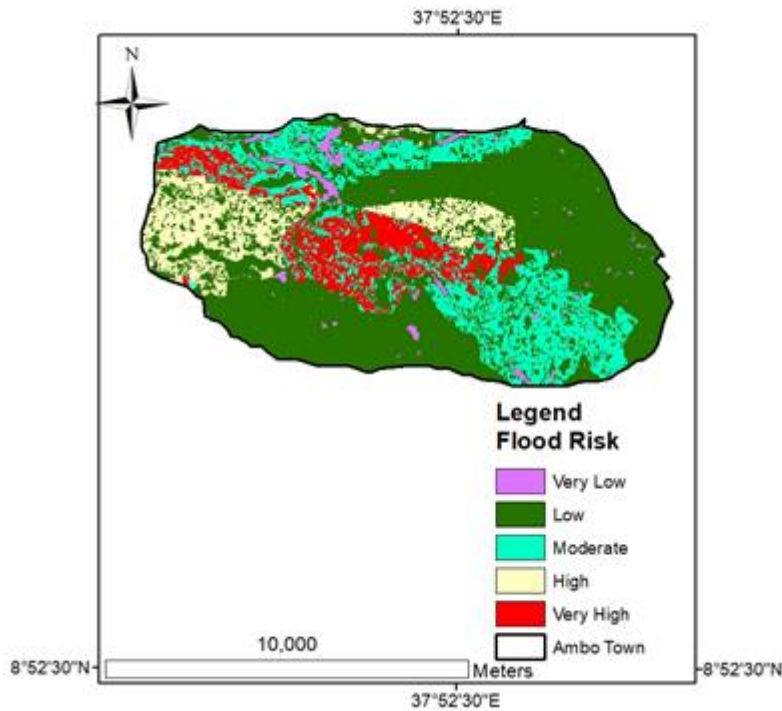 37°52'30"E
N
Legend
Flood Risk
Very Low
Low
Moderate
High
Very High
Ambo Town
10,000
Meters
8°52'30"N
8°52'30"N
37°52'30"E